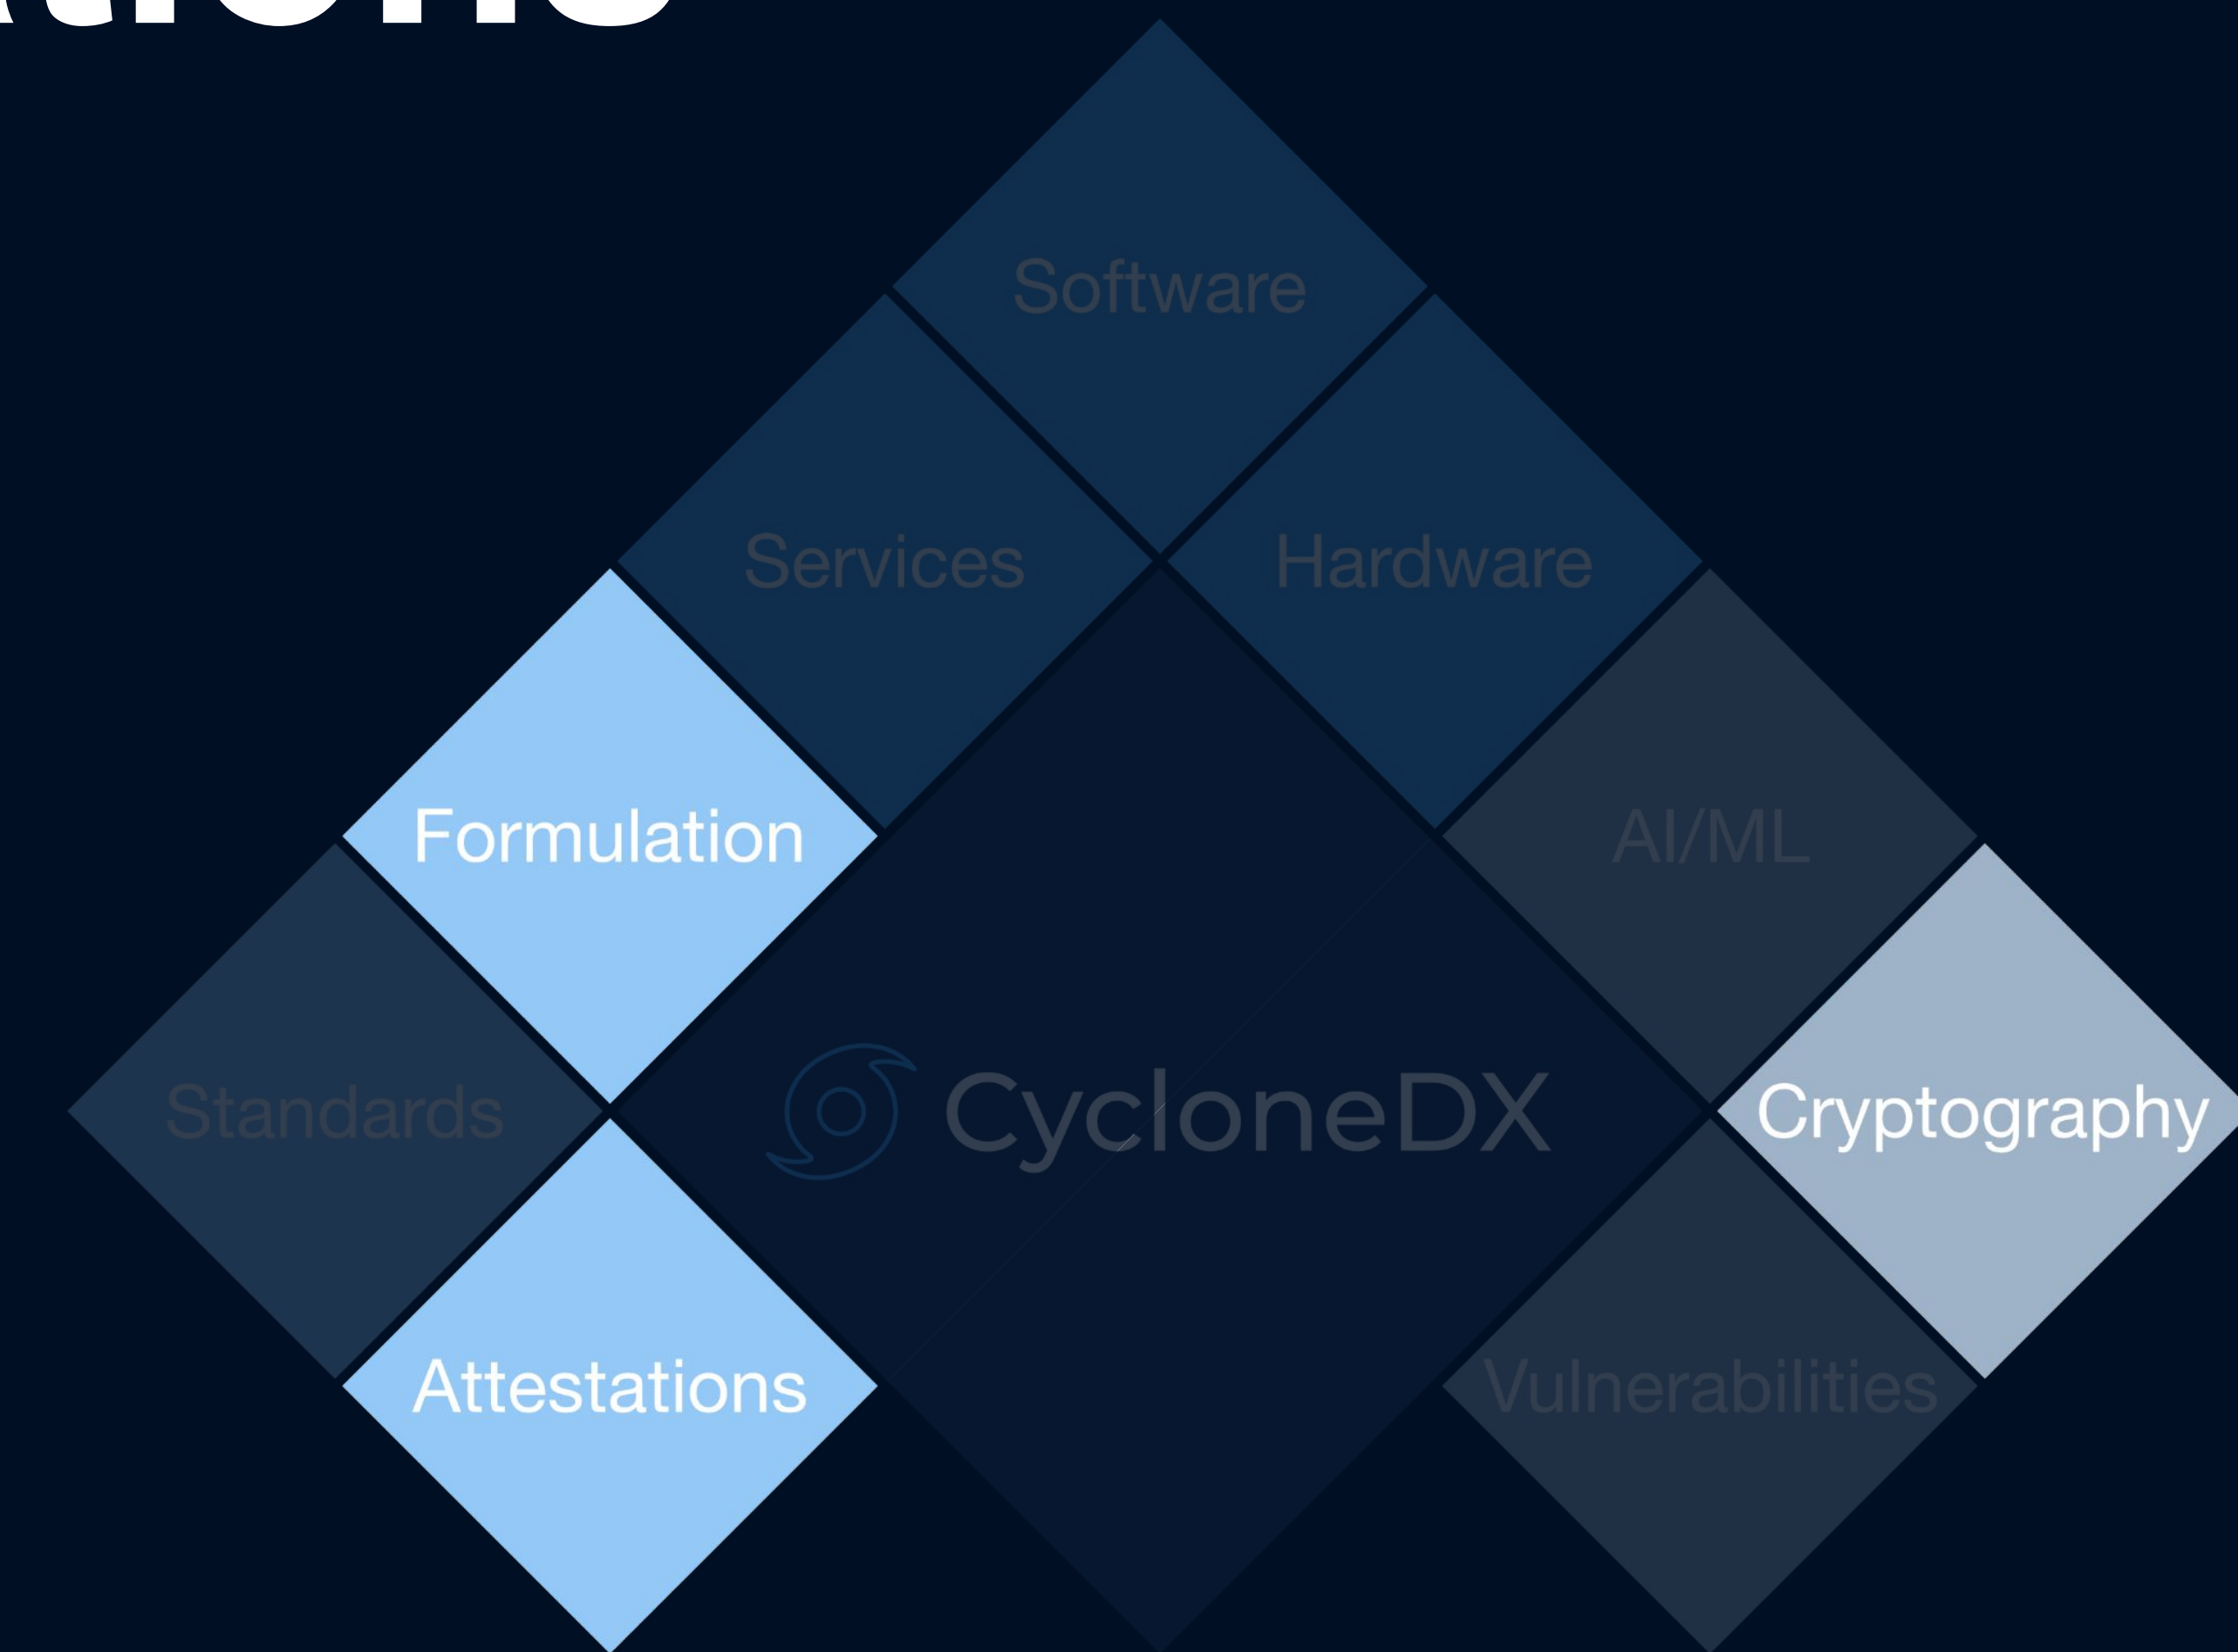 Software
Services
Hardware
Formulation
AI/ML
Standards
CycloneDX
Cryptography
Attestations
Vulnerabilities